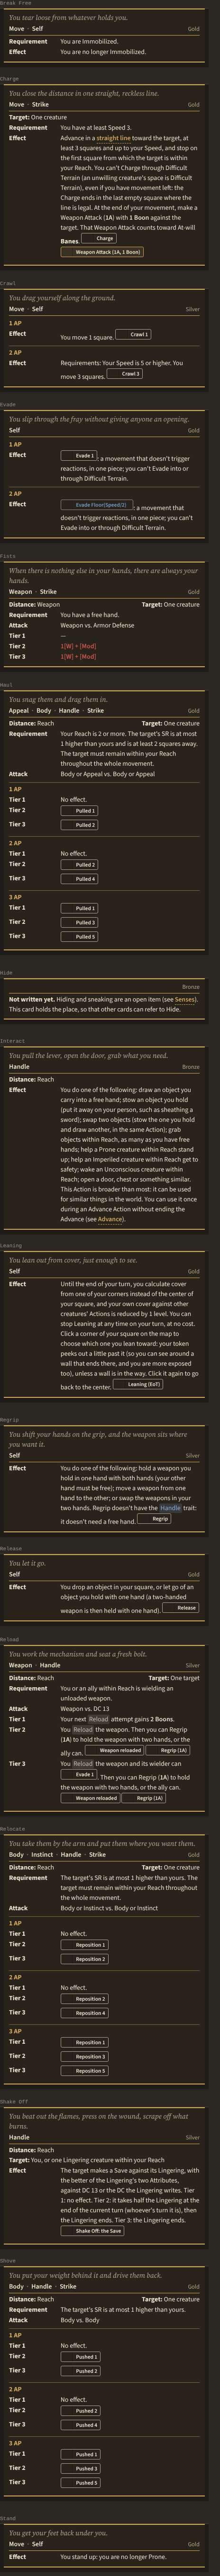 Break Free
You tear loose from whatever holds you.
Move · Self Gold
Requirement You are Immobilized.
Effect You are no longer Immobilized.
Charge
You close the distance in one straight, reckless line.
Move · Strike Gold
Target: One creature
Requirement You have at least Speed 3.
Effect Advance in a straight line toward the target, at
least 3 squares and up to your Speed, and stop on
the first square from which the target is within
your Reach. You can't Charge through Difficult
Terrain (an unwilling creature's space is Difficult
Terrain), even if you have movement left: the
Charge ends in the last empty square where the
line is legal. At the end of your movement, make a
Weapon Attack (1A) with 1 Boon against the
target. That Weapon Attack counts toward At-Will
Banes. Charge
Weapon Attack (1A, 1 Boon)
Crawl
You drag yourself along the ground.
Move · Self Silver
1 AP
Effect You move 1 square. Crawl 1
2 AP
Effect Requirements: Your Speed is 5 or higher. You
move 3 squares. Crawl 3
Evade
You slip through the fray without giving anyone an opening.
Self Gold
1 AP
Effect Evade 1 : a movement that doesn't trigger
reactions, in one piece; you can't Evade into or
through Difficult Terrain.
2 AP
Effect Evade Floor(Speed/2) : a movement
that doesn't trigger reactions, in one piece; you can't
Evade into or through Difficult Terrain.
Fists
When there is nothing else in your hands, there are always your
hands.
Weapon · Strike Gold
Distance: Weapon Target: One creature
Requirement You have a free hand.
Attack Weapon vs. Armor Defense
Tier 1 —
Tier 2 1[W] + [Mod]
Tier 3 1[W] + [Mod]
Haul
You snag them and drag them in.
Appeal · Body · Handle · Strike Gold
Distance: Reach Target: One creature
Requirement Your Reach is 2 or more. The target's SR is at most
1 higher than yours and is at least 2 squares away.
The target must remain within your Reach
throughout the whole movement.
Attack Body or Appeal vs. Body or Appeal
1 AP
Tier 1 No effect.
Tier 2 Pulled 1
Tier 3 Pulled 2
2 AP
Tier 1 No effect.
Tier 2 Pulled 2
Tier 3 Pulled 4
3 AP
Tier 1 Pulled 1
Tier 2 Pulled 3
Tier 3 Pulled 5
Hide
Bronze
Not written yet. Hiding and sneaking are an open item (see Senses).
This card holds the place, so that other cards can refer to Hide.
Interact
You pull the lever, open the door, grab what you need.
Handle Bronze
Distance: Reach
Effect You do one of the following: draw an object you
carry into a free hand; stow an object you hold
(put it away on your person, such as sheathing a
sword); swap two objects (stow the one you hold
and draw another, in the same Action); grab
objects within Reach, as many as you have free
hands; help a Prone creature within Reach stand
up; help an Imperiled creature within Reach get to
safety; wake an Unconscious creature within
Reach; open a door, chest or something similar.
This Action is broader than most: it can be used
for similar things in the world. You can use it once
during an Advance Action without ending the
Advance (see Advance).
Leaning
You lean out from cover, just enough to see.
Self Gold
Effect Until the end of your turn, you calculate cover
from one of your corners instead of the center of
your square, and your own cover against other
creatures' Actions is reduced by 1 level. You can
stop Leaning at any time on your turn, at no cost.
Click a corner of your square on the map to
choose which one you lean toward: your token
peeks out a little past it (so you can see around a
wall that ends there, and you are more exposed
too), unless a wall is in the way. Click it again to go
back to the center. Leaning (EoT)
Regrip
You shift your hands on the grip, and the weapon sits where
you want it.
Self Silver
Effect You do one of the following: hold a weapon you
hold in one hand with both hands (your other
hand must be free); move a weapon from one
hand to the other; or swap the weapons in your
two hands. Regrip doesn't have the Handle trait:
it doesn't need a free hand. Regrip
Release
You let it go.
Self Gold
Effect You drop an object in your square, or let go of an
object you hold with one hand (a two-handed
weapon is then held with one hand). Release
Reload
You work the mechanism and seat a fresh bolt.
Weapon · Handle Silver
Distance: Reach Target: One target
Requirement You or an ally within Reach is wielding an
unloaded weapon.
Attack Weapon vs. DC 13
Tier 1 Your next Reload attempt gains 2 Boons.
Tier 2 You Reload the weapon. Then you can Regrip
(1A) to hold the weapon with two hands, or the
ally can. Weapon reloaded Regrip (1A)
Tier 3 You Reload the weapon and its wielder can
Evade 1 . Then you can Regrip (1A) to hold
the weapon with two hands, or the ally can.
Weapon reloaded Regrip (1A)
Relocate
You take them by the arm and put them where you want them.
Body · Instinct · Handle · Strike Gold
Distance: Reach Target: One creature
Requirement The target's SR is at most 1 higher than yours. The
target must remain within your Reach throughout
the whole movement.
Attack Body or Instinct vs. Body or Instinct
1 AP
Tier 1 No effect.
Tier 2 Reposition 1
Tier 3 Reposition 2
2 AP
Tier 1 No effect.
Tier 2 Reposition 2
Tier 3 Reposition 4
3 AP
Tier 1 Reposition 1
Tier 2 Reposition 3
Tier 3 Reposition 5
Shake Off
You beat out the flames, press on the wound, scrape off what
burns.
Handle Silver
Distance: Reach
Target: You, or one Lingering creature within your Reach
Effect The target makes a Save against its Lingering, with
the better of the Lingering's two Attributes,
against DC 13 or the DC the Lingering writes. Tier
1: no effect. Tier 2: it takes half the Lingering at the
end of the current turn (whoever's turn it is), then
the Lingering ends. Tier 3: the Lingering ends.
Shake Off: the Save
Shove
You put your weight behind it and drive them back.
Body · Handle · Strike Gold
Distance: Reach Target: One creature
Requirement The target's SR is at most 1 higher than yours.
Attack Body vs. Body
1 AP
Tier 1 No effect.
Tier 2 Pushed 1
Tier 3 Pushed 2
2 AP
Tier 1 No effect.
Tier 2 Pushed 2
Tier 3 Pushed 4
3 AP
Tier 1 Pushed 1
Tier 2 Pushed 3
Tier 3 Pushed 5
Stand
You get your feet back under you.
Move · Self Gold
Effect You stand up: you are no longer Prone.